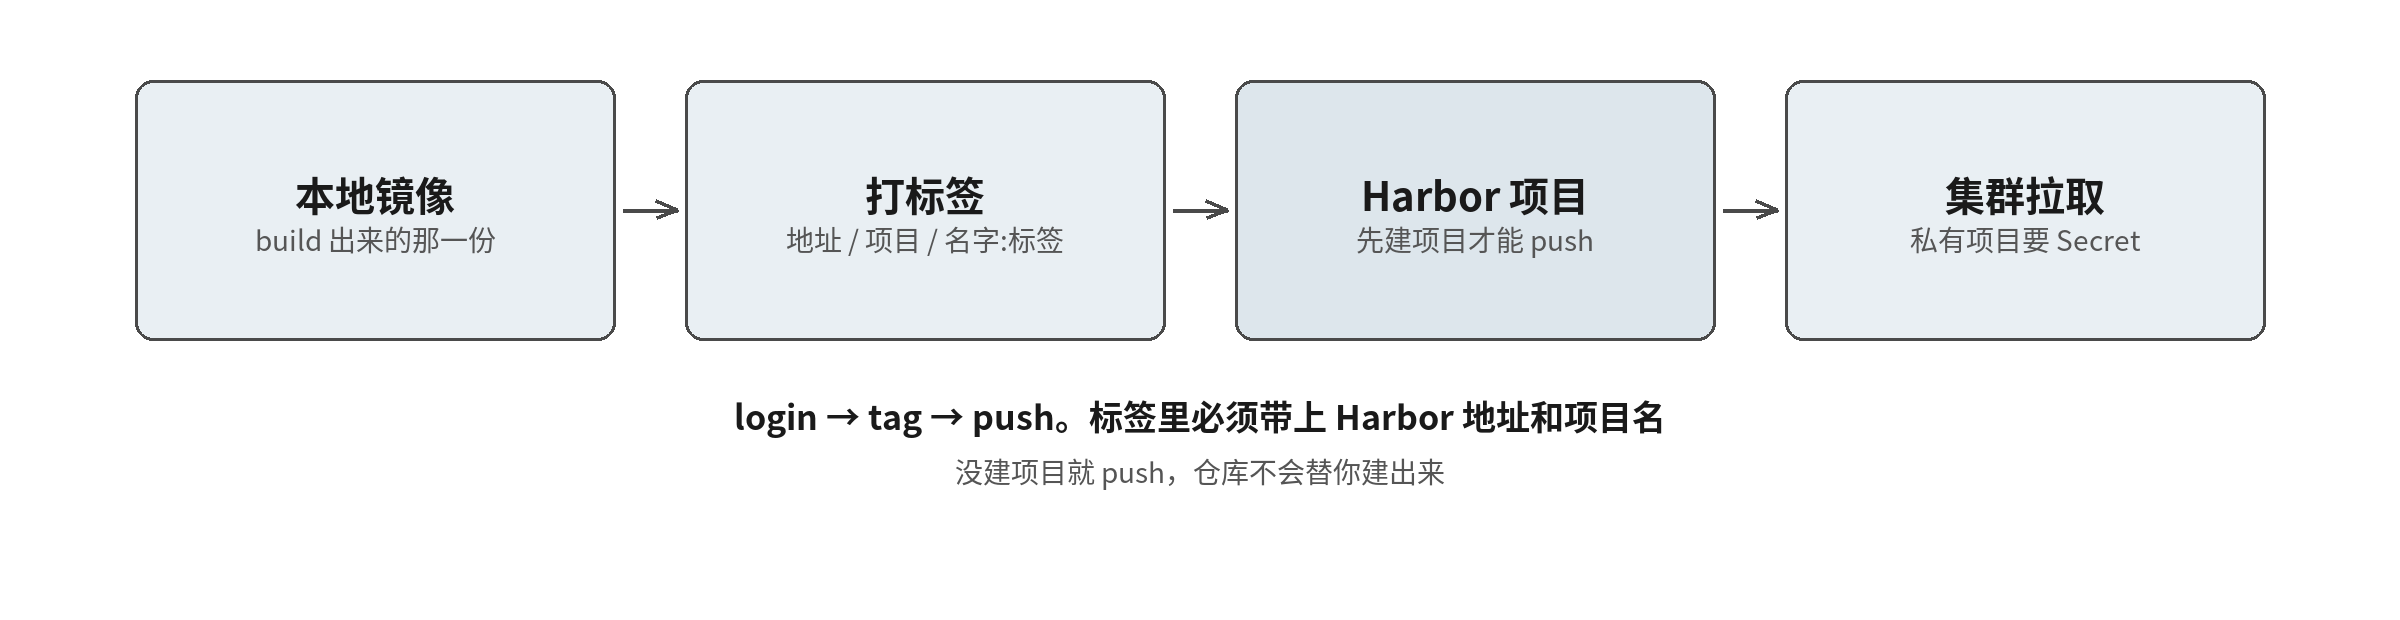 本地镜像
build 出来的那一份
打标签
地址 / 项目 / 名字:标签
Harbor 项目
先建项目才能 push
集群拉取
私有项目要 Secret
login → tag → push。标签里必须带上 Harbor 地址和项目名
没建项目就 push，仓库不会替你建出来